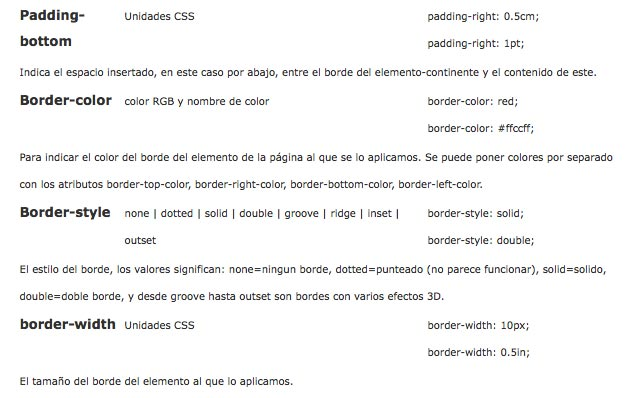 Padding-bottom Unidades CSS padding-right: 0.5cm;
padding-right: 1pt;
Indica el espacio insertado, en este caso por abajo, entre el borde del elemento-continente y el contenido de este.
Border-color color RGB y nombre de color border-color: red;
border-color: #ffccff;
Para indicar el color del borde del elemento de la página al que se lo aplicamos. Se puede poner colores por separado
con los atributos border-top-color, border-right-color, border-bottom-color, border-left-color.
Border-style none | dotted | solid | double | groove | ridge | inset | border-style: solid;
outset border-style: double;
El estilo del borde, los valores significan: none=ningun borde, dotted=punteado (no parece funcionar), solid=solido,
double=doble borde, y desde groove hasta outset son bordes con varios efectos 3D.
border-width Unidades CSS border-width: 10px;
border-width: 0.5in;
El tamaño del borde del elemento al que lo aplicamos.